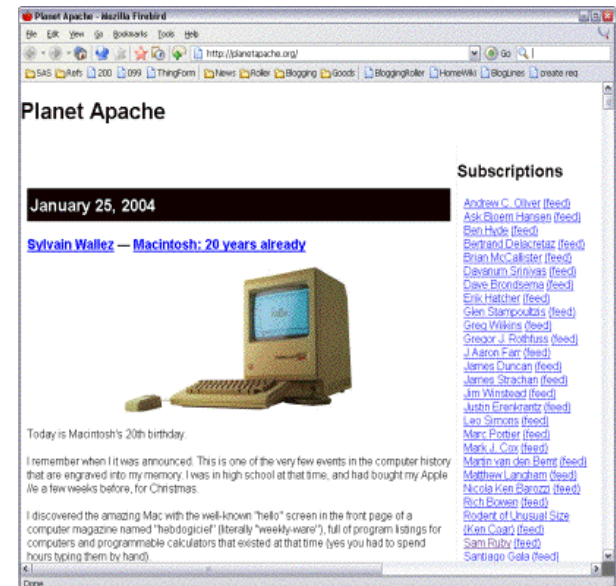 Planet Apache - Mozilla Firebird
File Edit View Go Bookmarks Tools Help
http://planetapache.org/
Go
SAS Refs 200 099 ThingForm News Roller Blogging Goods BloggingRoller HomeWiki BlogLines create req
Planet Apache
January 25, 2004
Sylvain Wallez — Macintosh: 20 years already
hello
Today is Macintosh's 20th birthday.
I remember when I it was announced. This is one of the very few events in the computer history
that are engraved into my memory. I was in high school at that time, and had bought my Apple
//e a few weeks before, for Christmas.
I discovered the amazing Mac with the well-known "hello" screen in the front page of a
computer magazine named "hebdogiciel" (literally "weekly-ware"), full of program listings for
computers and programmable calculators that existed at that time (yes you had to spend
hours typing them by hand).
Subscriptions
Andrew C. Oliver (feed)
Ask Bjoern Hansen (feed)
Ben Hyde (feed)
Bertrand Delacretaz (feed)
Brian McCallister (feed)
Davanum Srinivas (feed)
Dave Brondsema (feed)
Erik Hatcher (feed)
Glen Stampoultzis (feed)
Greg Wilkins (feed)
Gregor J. Rothfuss (feed)
J Aaron Farr (feed)
James Duncan (feed)
James Strachan (feed)
Jim Winstead (feed)
Justin Erenkrantz (feed)
Leo Simons (feed)
Marc Portier (feed)
Mark J. Cox (feed)
Martin van den Bemt (feed)
Matthew Langham (feed)
Nicola Ken Barozzi (feed)
Rich Bowen (feed)
Rodent of Unusual Size
(Ken Coar) (feed)
Sam Ruby (feed)
Santiago Gala (feed)
Done